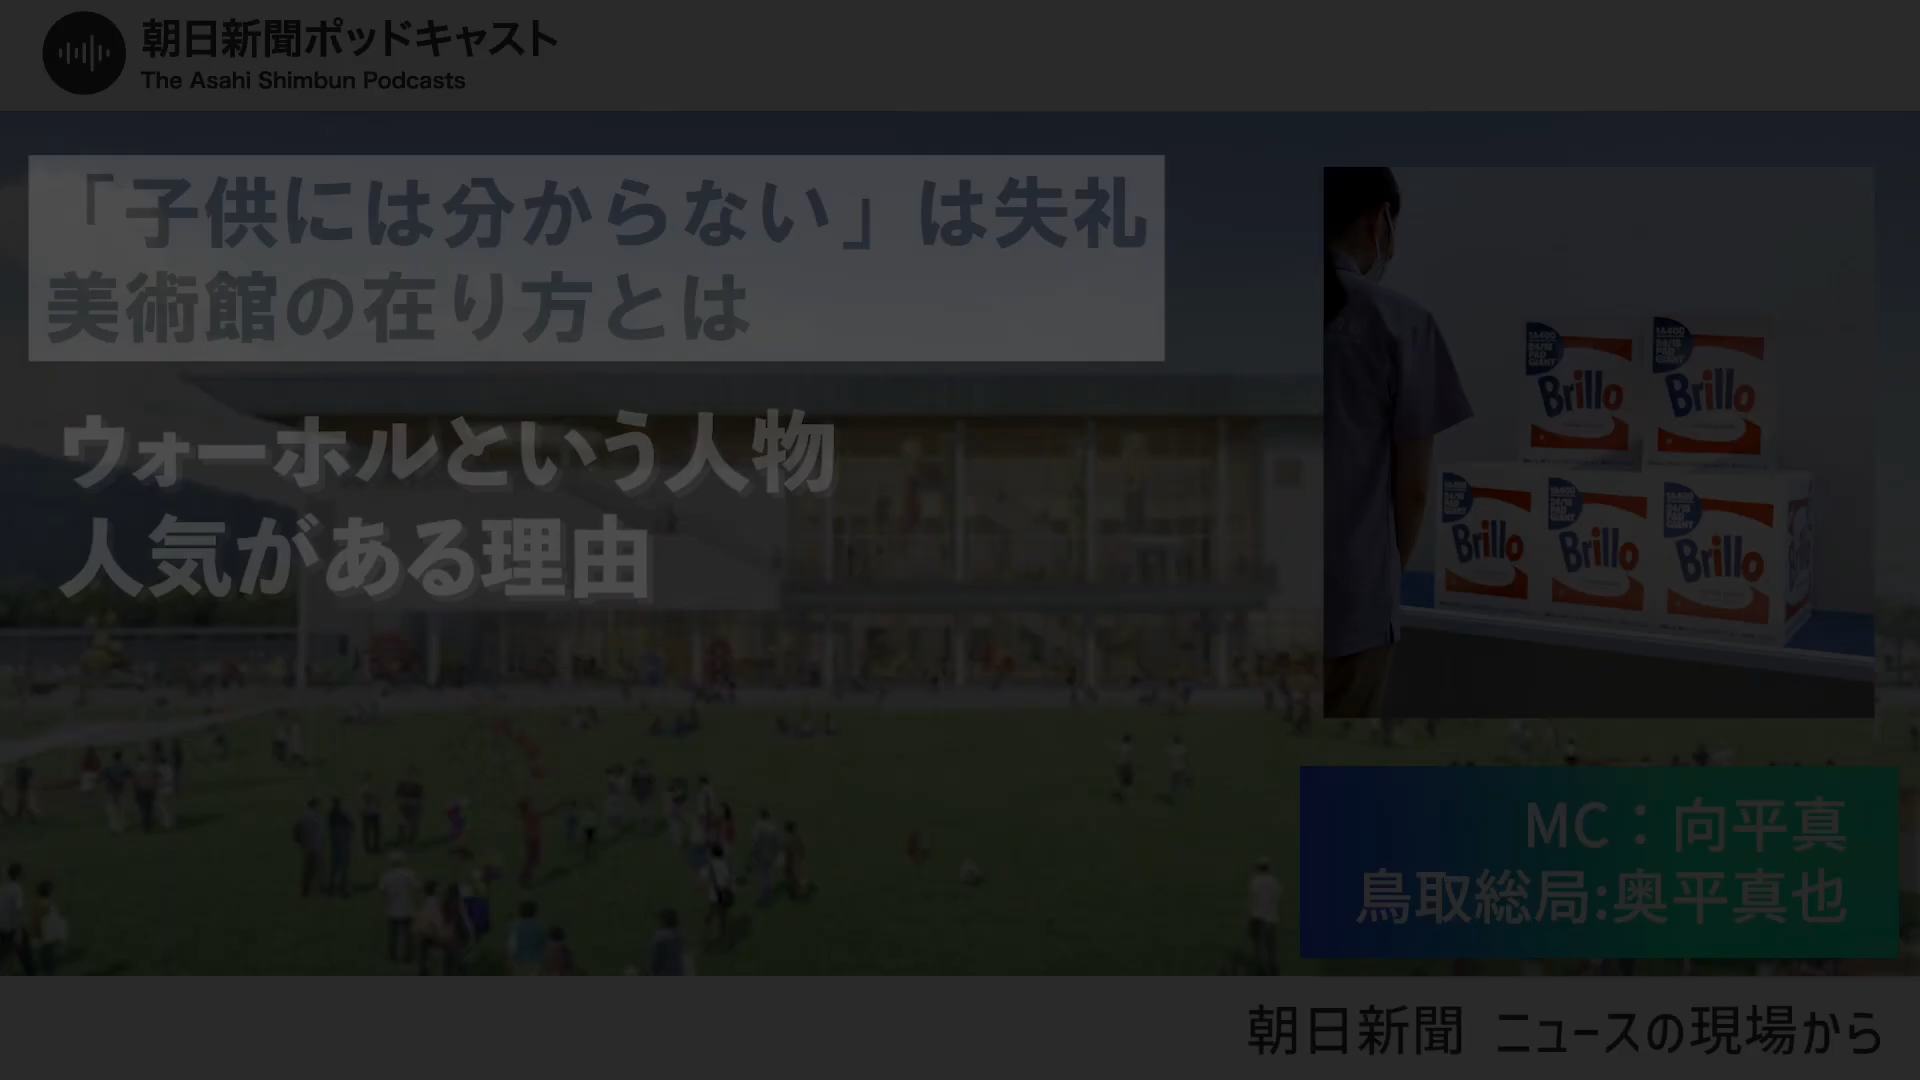 朝日新聞ポッドキャスト
The Asahi Shimbun Podcasts
「子供には分からない」は失礼
美術館の在り方とは
ウォーホルという人物
人気がある理由
Brillo
Brillo
Brillo
Brillo
Brillo
Brillo
MC：向平真
鳥取総局:奥平真也
朝日新聞 ニュースの現場から